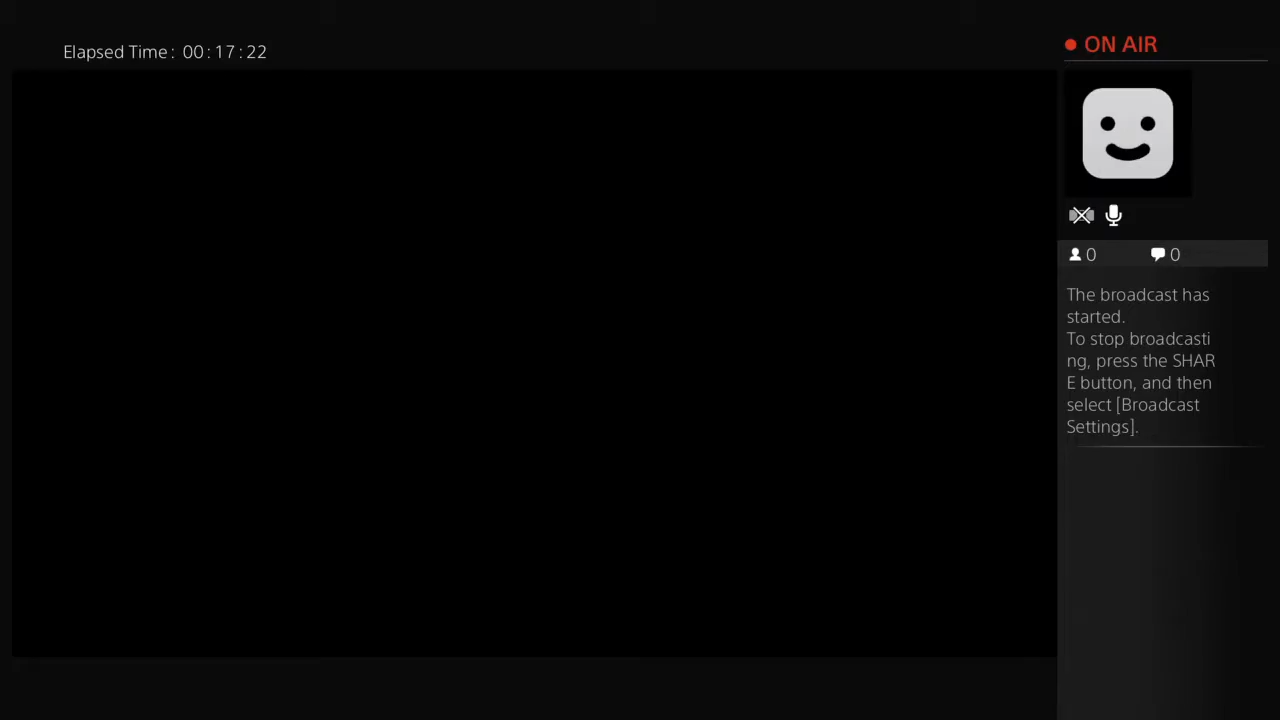 Elapsed Time: 00:17:22
ON AIR
0 0
The broadcast has
started.
To stop broadcasti
ng, press the SHAR
E button, and then
select [Broadcast
Settings].